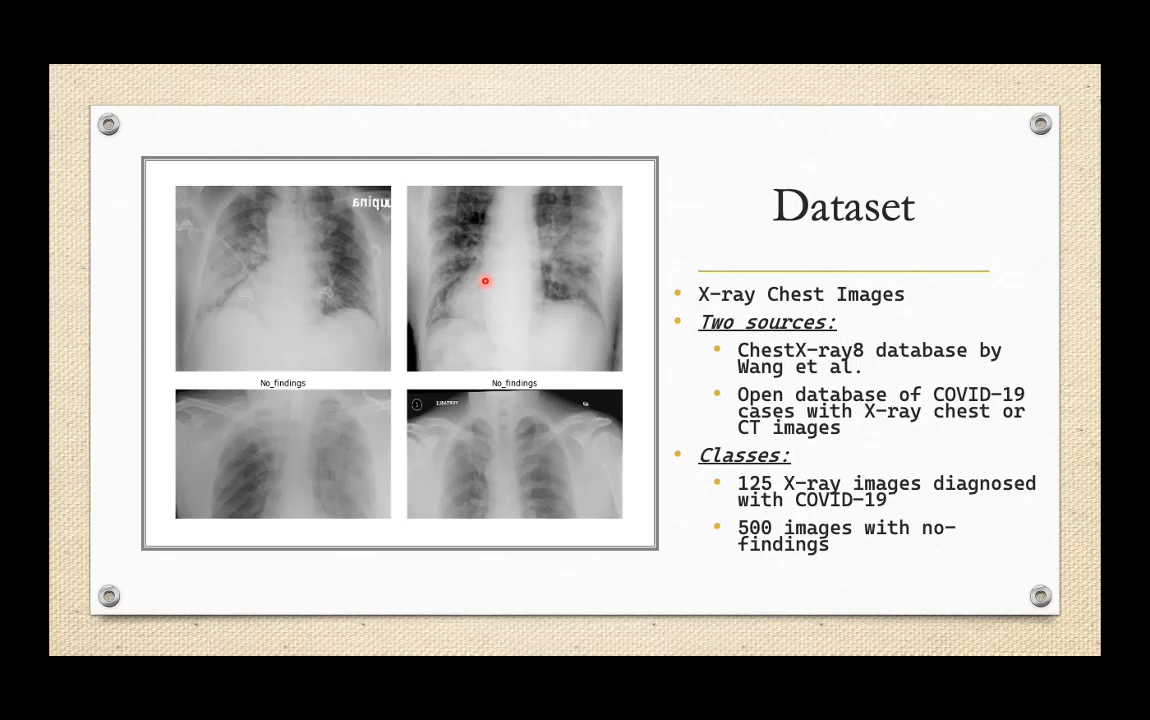 Dataset
X-ray Chest Images
Two sources:
ChestX-ray8 database by
Wang et al.
Open database of COVID-19
cases with X-ray chest or
CT images
Classes:
125 X-ray images diagnosed
with COVID-19
500 images with no-
findings
No_findings
No_findings